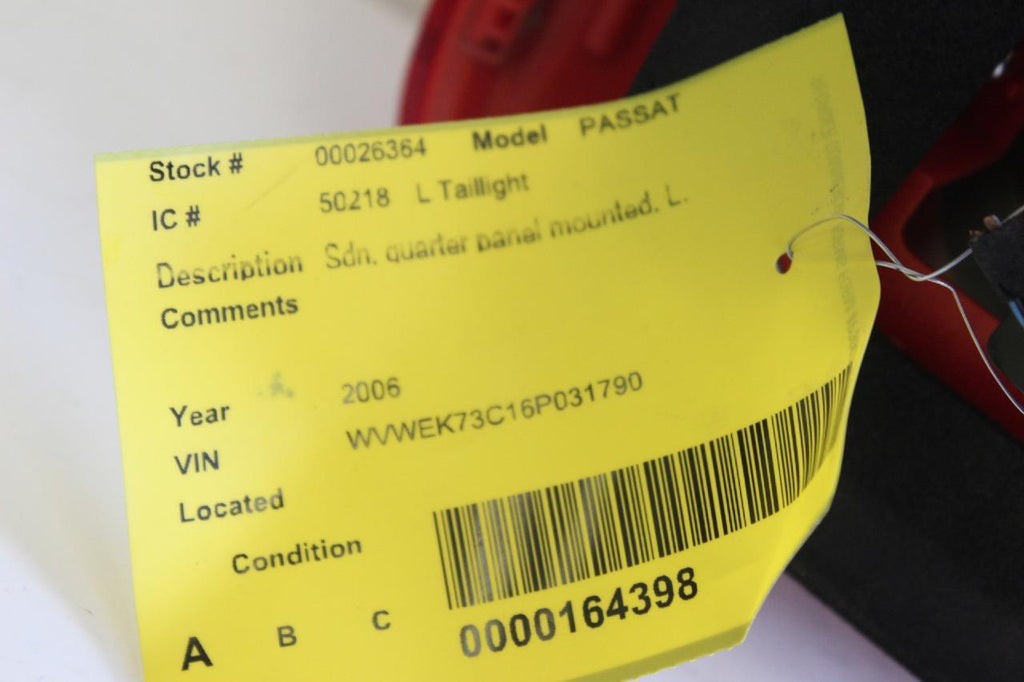 Stock # 00026364 Model PASSAT
IC # 50218 L Taillight
Description Sdn, quarter panel mounted, L.
Comments
Year 2006
VIN WVWEK73C16P031790
Located
Condition
A B C
0000164398